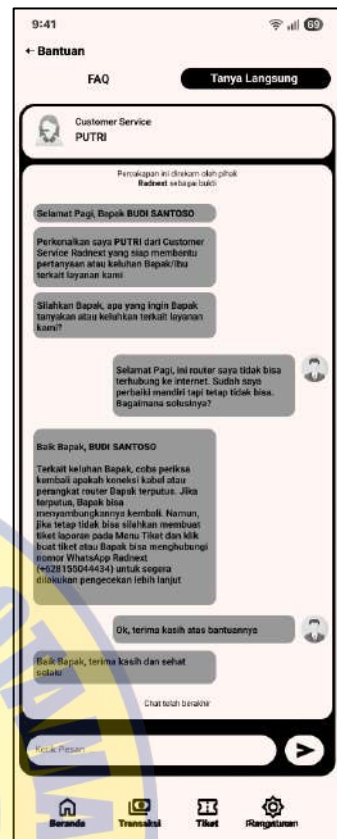 9:41
69
← Bantuan
FAQ
Tanya Langsung
Customer Service
PUTRI
Percakapan ini direkam oleh pihak
Radnext sebagai bukti
Selamat Pagi, Bapak BUDI SANTOSO
Perkenalkan saya PUTRI dari Customer
Service Radnext yang siap membantu
pertanyaan atau keluhan Bapak/Ibu
terkait layanan kami
Silahkan Bapak, apa yang ingin Bapak
tanyakan atau keluhkan terkait layanan
kami?
Selamat Pagi, ini router saya tidak bisa
terhubung ke internet. Sudah saya
perbaiki mandiri tapi tetap tidak bisa.
Bagaimana solusinya?
Baik Bapak, BUDI SANTOSO
Terkait keluhan Bapak, coba periksa
kembali apakah koneksi kabel atau
perangkat router Bapak terputus. Jika
terputus, Bapak bisa
menyambungkannya kembali. Namun,
jika tetap tidak bisa silahkan membuat
tiket laporan pada Menu Tiket dan klik
buat tiket atau Bapak bisa menghubungi
nomor WhatsApp Radnext
(+628155044434) untuk segera
dilakukan pengecekan lebih lanjut
Ok, terima kasih atas bantuannya
Baik Bapak, terima kasih dan sehat
selalu
Chat telah berakhir
Ketik Pesan
Beranda
Transaksi
Tiket
Pengaturan